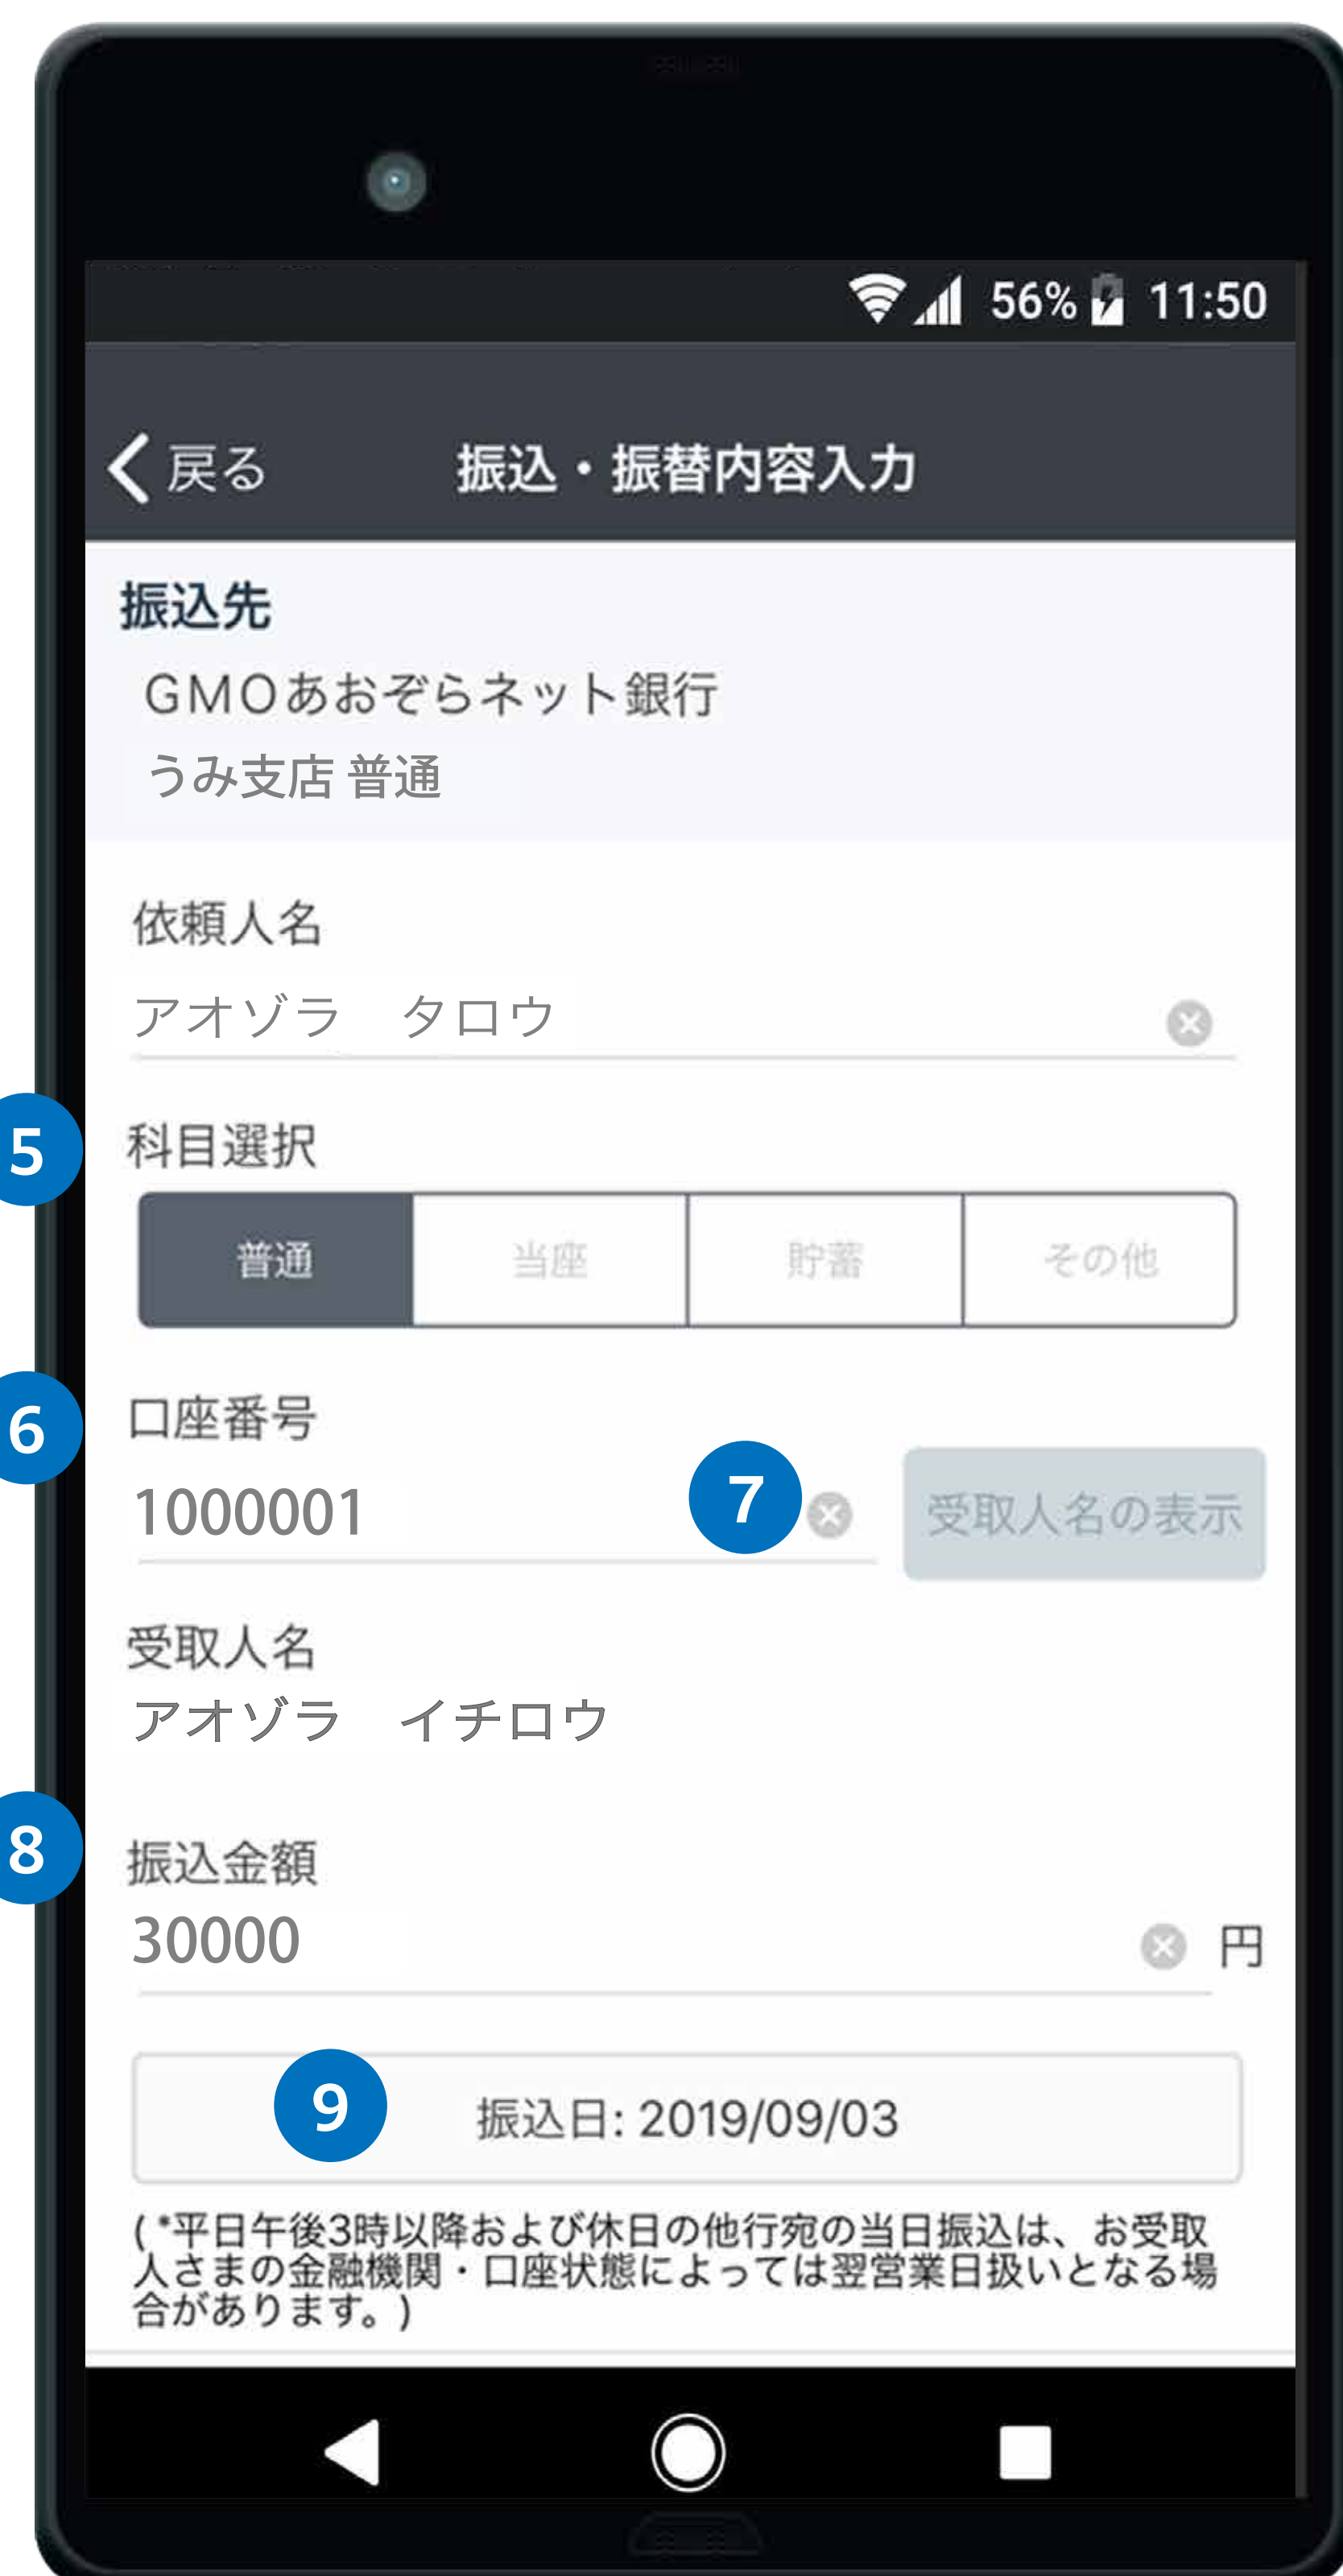 56% 11:50
戻る 振込・振替内容入力
振込先
GMOあおぞらネット銀行
うみ支店 普通
依頼人名
アオゾラ　タロウ
5 科目選択
普通 当座 貯蓄 その他
6 口座番号
1000001 7 受取人名の表示
受取人名
アオゾラ　イチロウ
8 振込金額
30000 円
9 振込日: 2019/09/03
( *平日午後3時以降および休日の他行宛の当日振込は、お受取
人さまの金融機関・口座状態によっては翌営業日扱いとなる場
合があります。)